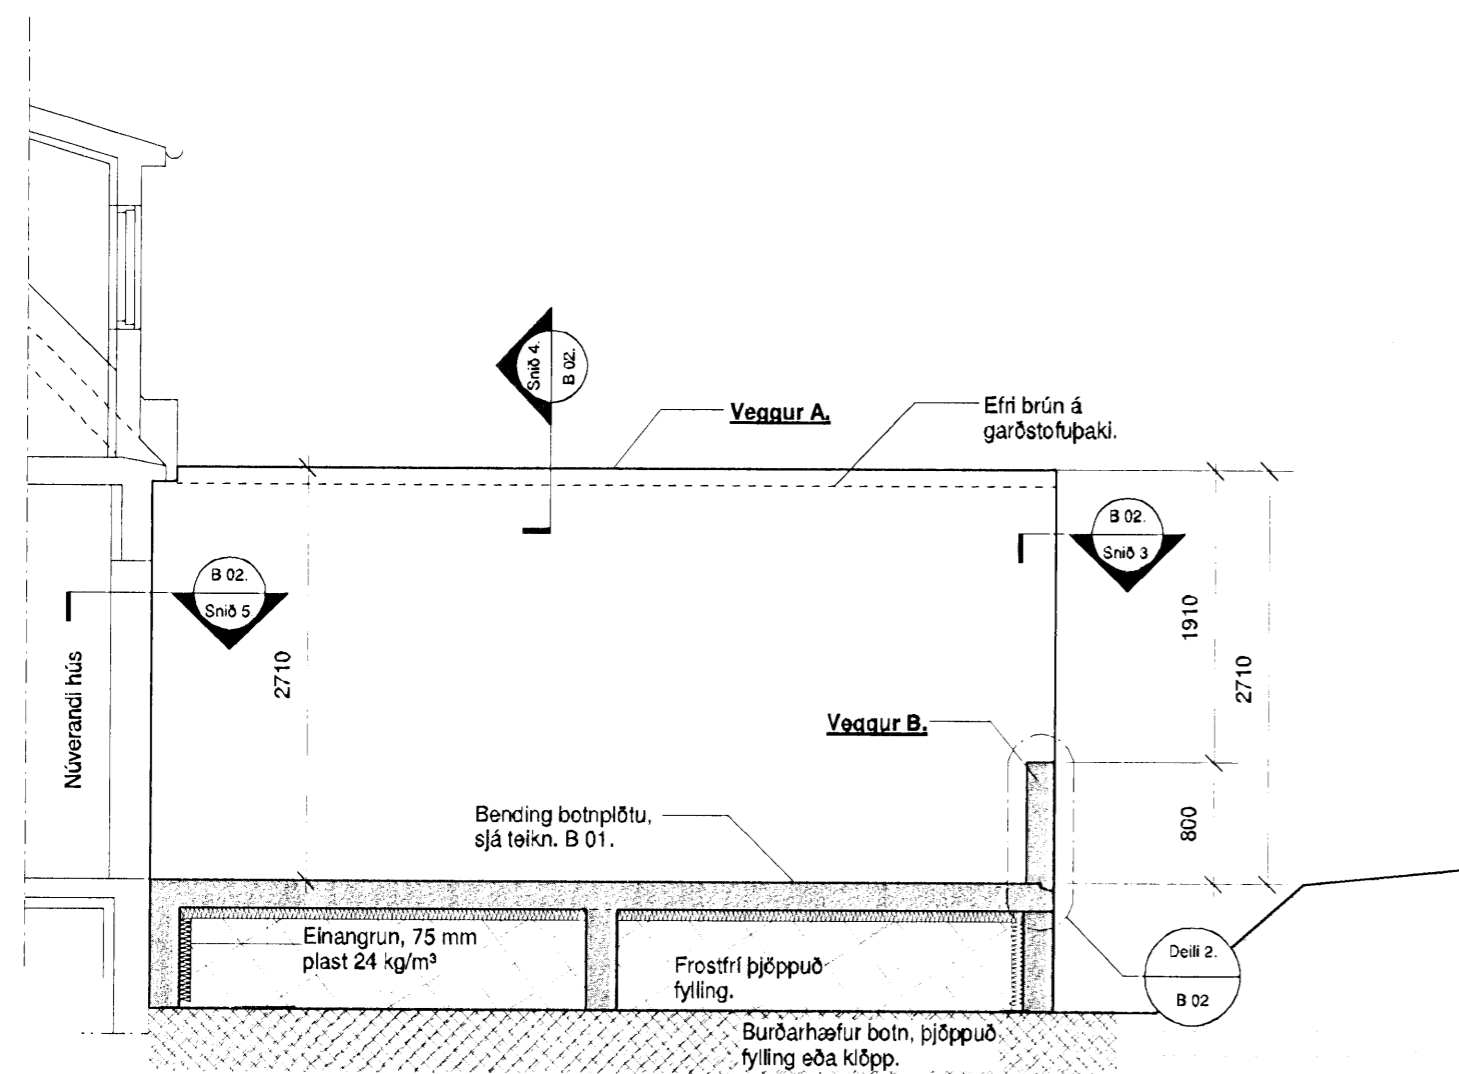 Snið 4.
B 02.
Veggur A.
Efri brún á
garðstofuþaki.
B 02.
Snið 3
B 02.
Snið 5
1910
2710
2710
Núverandi hús
Veggur B.
Bending botnplötu,
sjá teikn. B 01.
800
Einangrun, 75 mm
plast 24 kg/m³
Frostfrí þjöppuð
fylling.
Deili 2.
B 02
Burðarhæfur botn, þjöppuð
fylling eða klöpp.